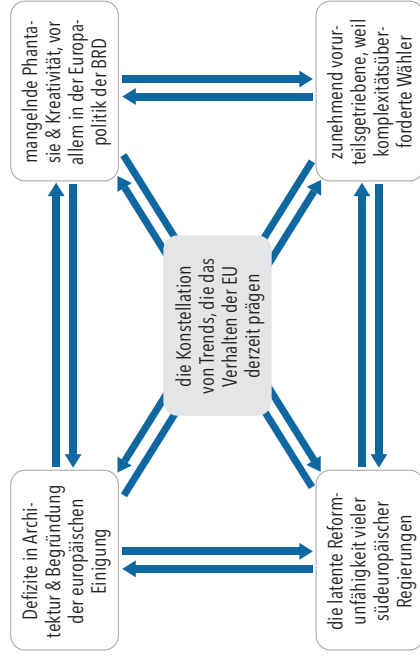 Defizite in Archi-
tektur & Begründung
der europäischen
Einigung
mangelnde Phanta-
sie & Kreativität, vor
allem in der Europa-
politik der BRD
die Konstellation
von Trends, die das
Verhalten der EU
derzeit prägen
die latente Reform-
unfähigkeit vieler
südeuropäischer
Regierungen
zunehmend vorur-
teilsgetriebene, weil
komplexitätsüber-
forderte Wähler